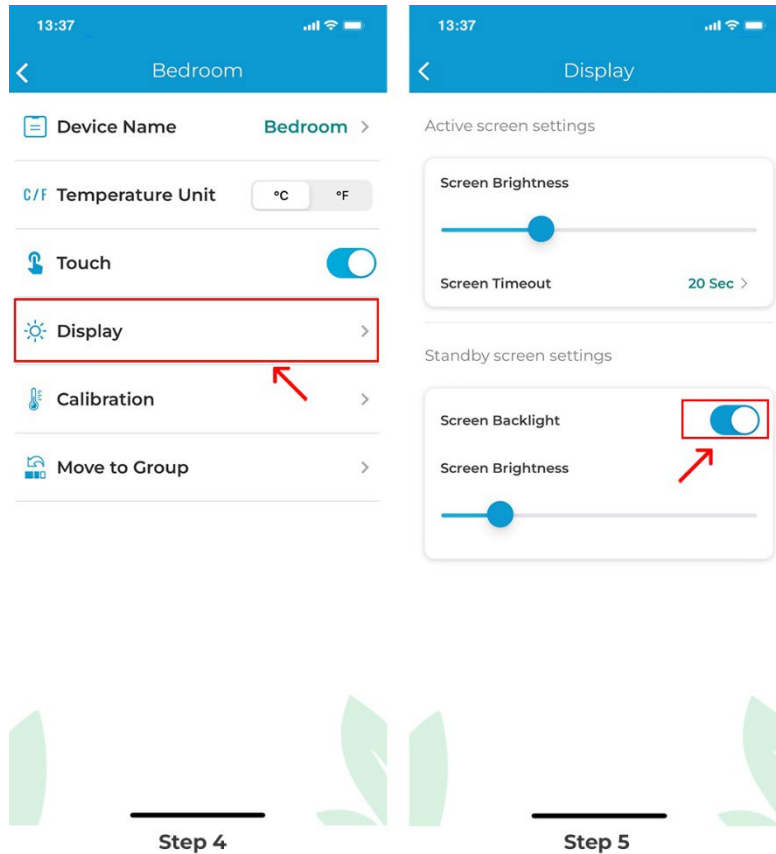 13:37
Bedroom
Device Name Bedroom
C/F Temperature Unit °C °F
Touch
Display
Calibration
Move to Group
Step 4
13:37
Display
Active screen settings
Screen Brightness
Screen Timeout 20 Sec
Standby screen settings
Screen Backlight
Screen Brightness
Step 5